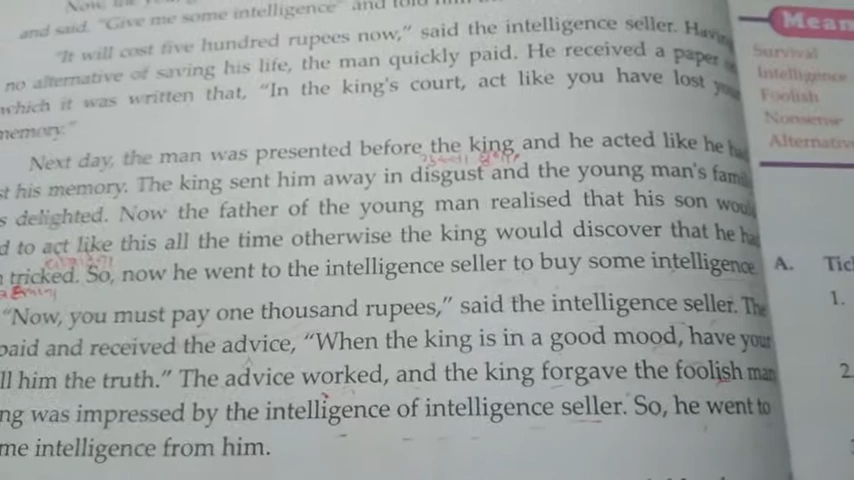 and said. "Give me some intelligence" and told him
"It will cost five hundred rupees now," said the intelligence seller. Having
no alternative of saving his life, the man quickly paid. He received a paper
which it was written that, "In the king's court, act like you have lost your
memory."
Next day, the man was presented before the king and he acted like he had
st his memory. The king sent him away in disgust and the young man's family
s delighted. Now the father of the young man realised that his son would
d to act like this all the time otherwise the king would discover that he had
tricked. So, now he went to the intelligence seller to buy some intelligence
"Now, you must pay one thousand rupees," said the intelligence seller. The
paid and received the advice, "When the king is in a good mood, have your
ll him the truth." The advice worked, and the king forgave the foolish man
ng was impressed by the intelligence of intelligence seller. So, he went to
me intelligence from him.
Mean
Survival
Intelligence
Foolish
Nonsense
Alternative
A. Tic
1.
2.